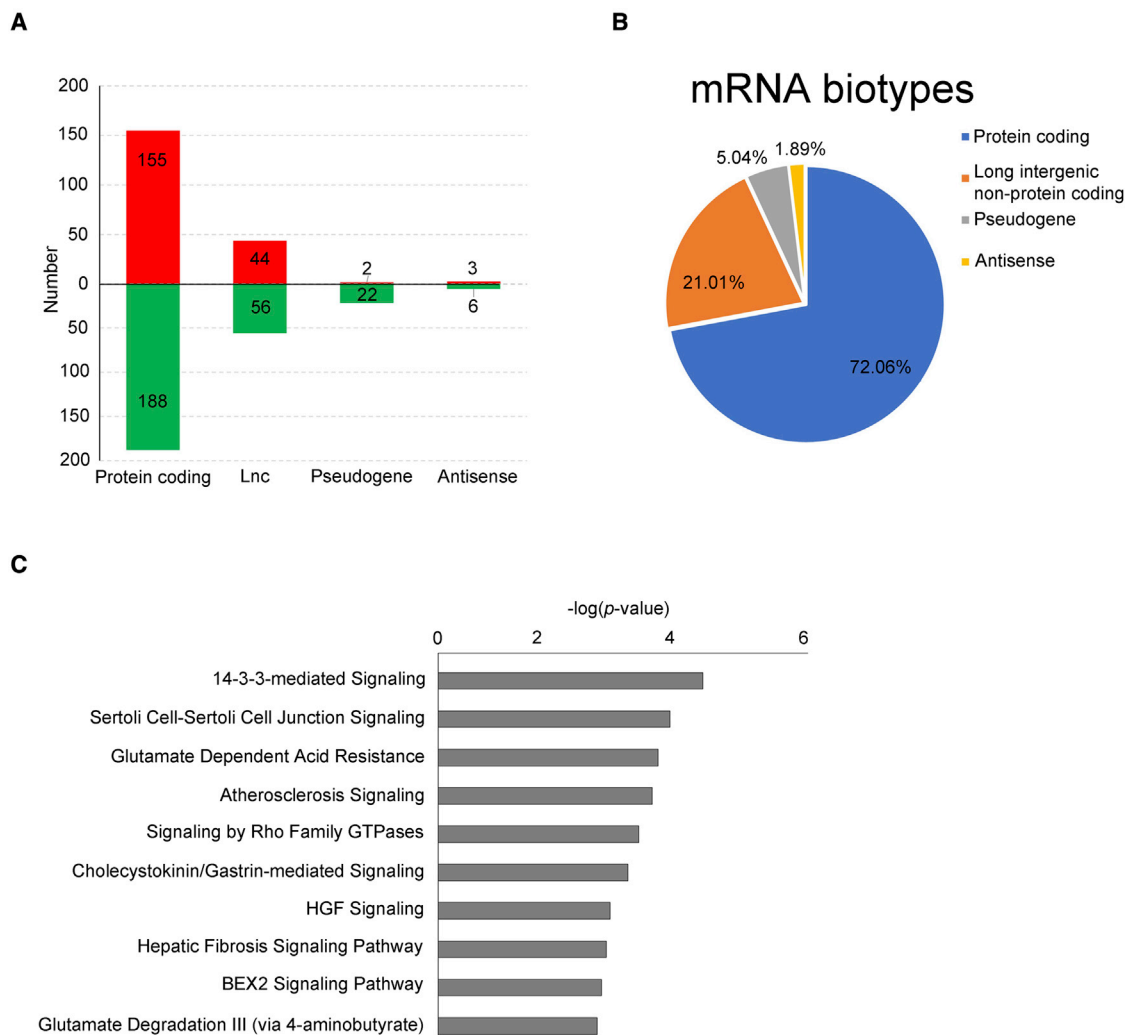 A
200
150
100
50
0
50
100
150
200
Number
155
188
44
56
2
22
3
6
Protein coding
Lnc
Pseudogene
Antisense
B
mRNA biotypes
5.04%
1.89%
21.01%
72.06%
Protein coding
Long intergenic
non-protein coding
Pseudogene
Antisense
C
-log(p-value)
0 2 4 6
14-3-3-mediated Signaling
Sertoli Cell-Sertoli Cell Junction Signaling
Glutamate Dependent Acid Resistance
Atherosclerosis Signaling
Signaling by Rho Family GTPases
Cholecystokinin/Gastrin-mediated Signaling
HGF Signaling
Hepatic Fibrosis Signaling Pathway
BEX2 Signaling Pathway
Glutamate Degradation III (via 4-aminobutyrate)